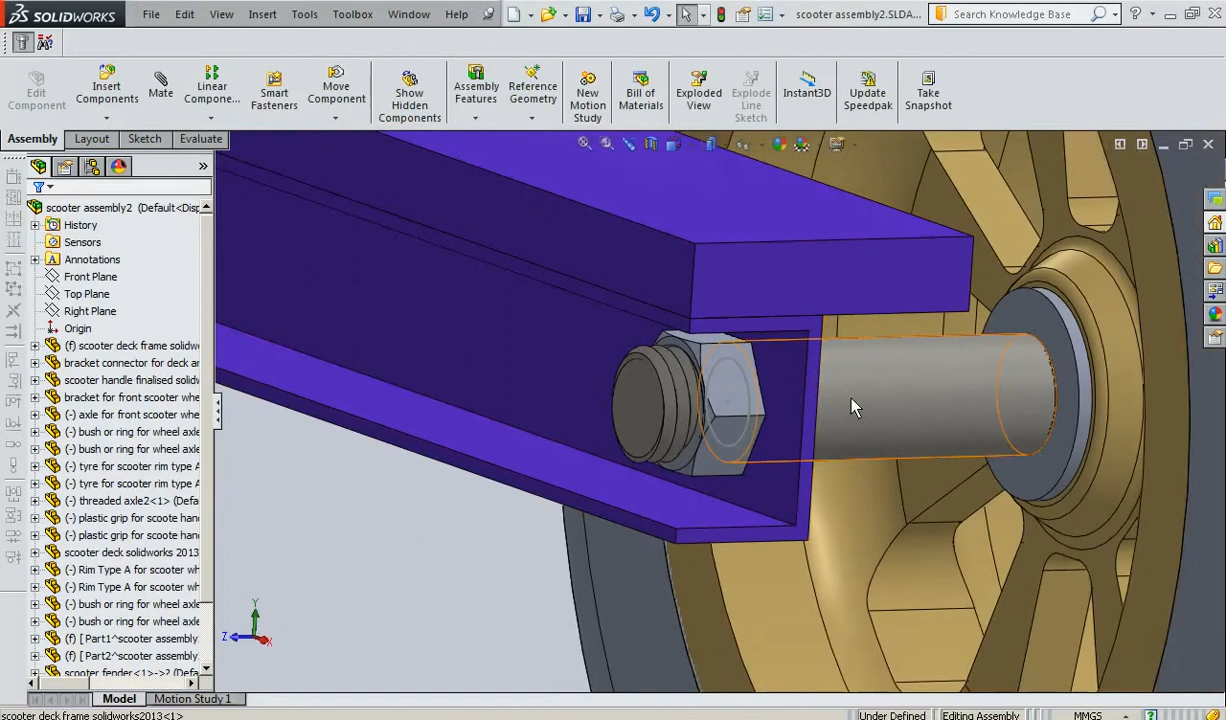 SOLIDWORKS File Edit View Insert Tools Toolbox Window Help scooter assembly2.SLDA... Search Knowledge Base
Edit Component
Insert Components
Mate
Linear Compone...
Smart Fasteners
Move Component
Show Hidden Components
Assembly Features
Reference Geometry
New Motion Study
Bill of Materials
Exploded View
Explode Line Sketch
Instant3D
Update Speedpak
Take Snapshot
Assembly Layout Sketch Evaluate
scooter assembly2 (Default<Disp
History
Sensors
Annotations
Front Plane
Top Plane
Right Plane
Origin
(f) scooter deck frame solidw
bracket connector for deck ar
scooter handle finalised solidw
bracket for front scooter whe
(-) axle for front scooter whe
(-) bush or ring for wheel axle
(-) bush or ring for wheel axle
(-) tyre for scooter rim type A
(-) tyre for scooter rim type A
(-) threaded axle2<1> (Defa
(-) plastic grip for scoote han
(-) plastic grip for scoote han
scooter deck solidworks 2013
(-) Rim Type A for scooter wh
(-) Rim Type A for scooter wh
(-) bush or ring for wheel axle
(-) bush or ring for wheel axle
(f) [ Part1^scooter assembly
(f) [ Part2^scooter assembly
scooter fender<1>->? (Defa
Y
Z
X
Model Motion Study 1
scooter deck frame solidworks2013<1> Under Defined Editing Assembly MMGS